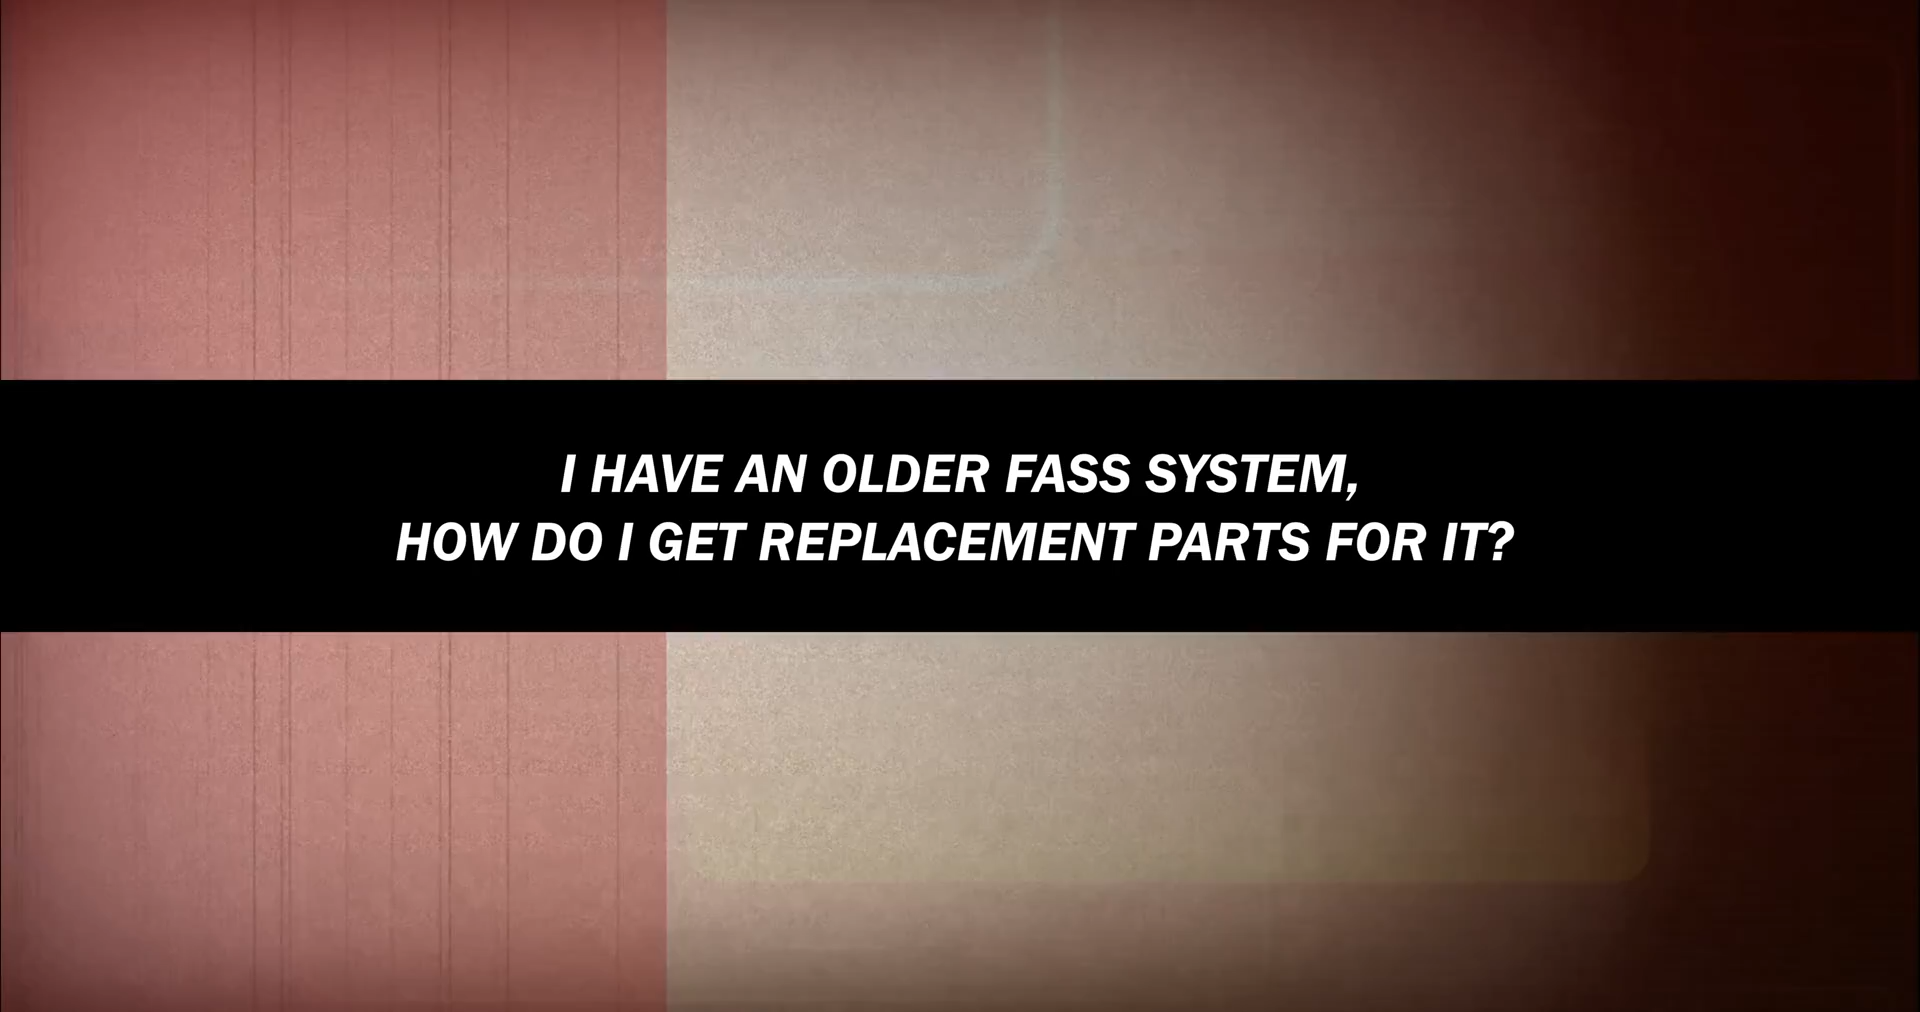 I HAVE AN OLDER FASS SYSTEM,
HOW DO I GET REPLACEMENT PARTS FOR IT?